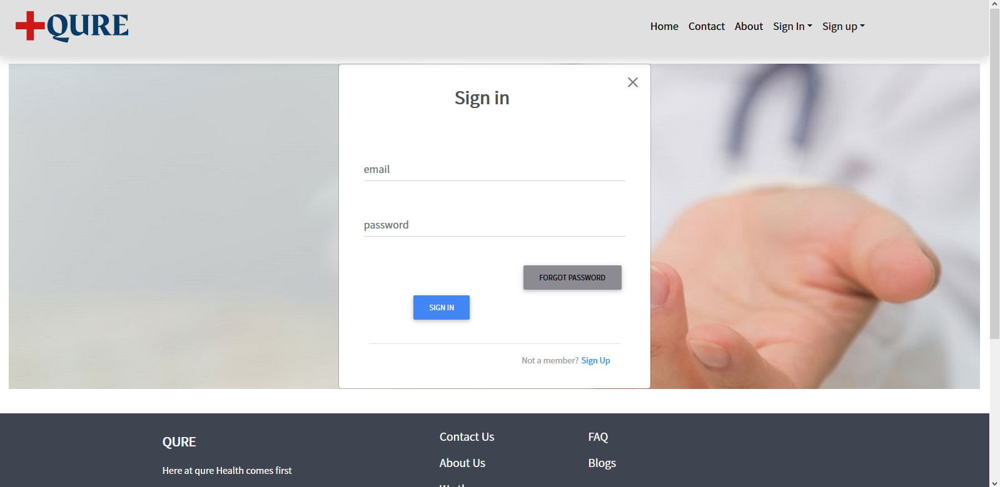 QURE
Home Contact About Sign In Sign up
Sign in
email
password
FORGOT PASSWORD
SIGN IN
Not a member? Sign Up
QURE
Here at qure Health comes first
Contact Us
About Us
FAQ
Blogs